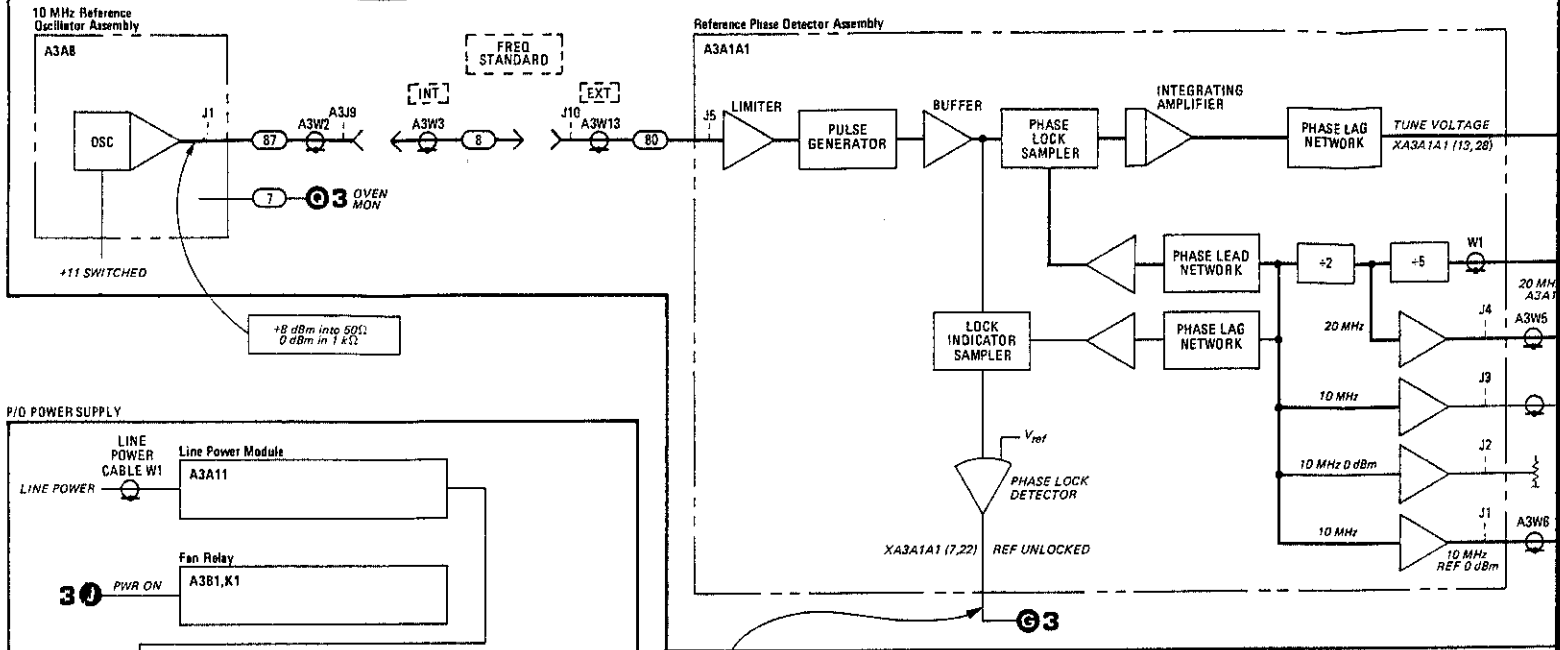 10 MHz Reference
Oscillator Assembly
A3A8
OSC
J1
87
A3W2
A3J9
7
Q 3
OVEN
MON
+11 SWITCHED
+8 dBm into 50Ω
0 dBm in 1 kΩ
FREQ
STANDARD
INT
A3W3
8
EXT
J10
A3W13
80
Reference Phase Detector Assembly
A3A1A1
J5
LIMITER
PULSE
GENERATOR
BUFFER
PHASE
LOCK
SAMPLER
INTEGRATING
AMPLIFIER
PHASE LAG
NETWORK
TUNE VOLTAGE
XA3A1A1 (13,28)
PHASE LEAD
NETWORK
÷2
÷5
W1
20 MH
A3A1
LOCK
INDICATOR
SAMPLER
PHASE LAG
NETWORK
20 MHz
J4
A3W5
10 MHz
J3
10 MHz 0 dBm
J2
10 MHz
J1
A3W6
10 MHz
REF 0 dBm
Vref
PHASE LOCK
DETECTOR
XA3A1A1 (7,22)
REF UNLOCKED
G 3
P/O POWER SUPPLY
LINE
POWER
CABLE W1
LINE POWER
Line Power Module
A3A11
Fan Relay
A3B1,K1
3 J
PWR ON